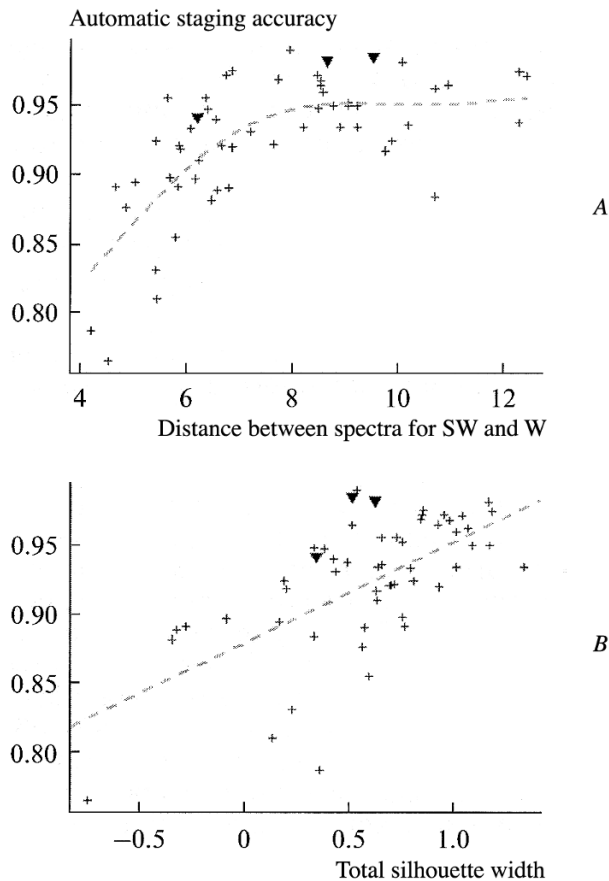 Automatic staging accuracy
0.95
0.90
0.85
0.80
A
4 6 8 10 12
Distance between spectra for SW and W
0.95
0.90
0.85
0.80
B
−0.5 0 0.5 1.0
Total silhouette width